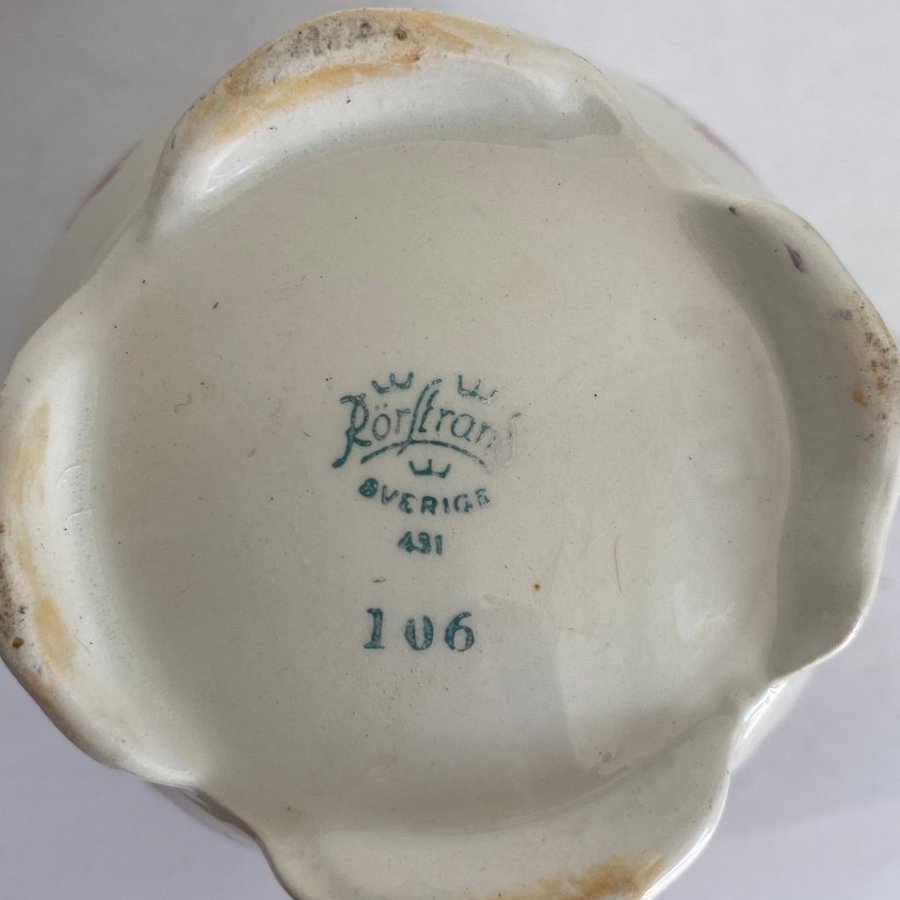 Rörstrand
SVERIGE
431
106